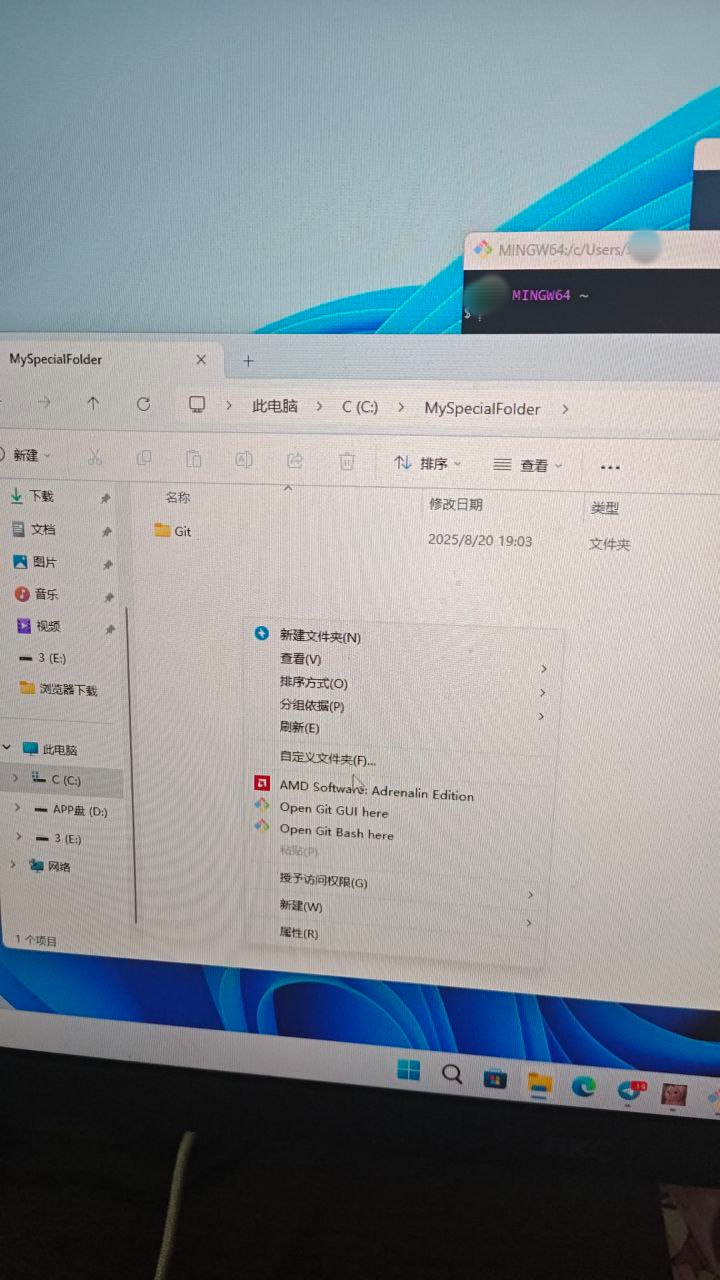 MINGW64:/c/Users/
MINGW64 ~
$
MySpecialFolder
此电脑 > C (C:) > MySpecialFolder >
新建
排序
查看
名称
修改日期
类型
Git
2025/8/20 19:03
文件夹
下载
文档
图片
音乐
视频
3 (E:)
浏览器下载
此电脑
C (C:)
APP盘 (D:)
3 (E:)
网络
1 个项目
新建文件夹(N)
查看(V)
排序方式(O)
分组依据(P)
刷新(E)
自定义文件夹(F)...
AMD Software: Adrenalin Edition
Open Git GUI here
Open Git Bash here
粘贴(P)
授予访问权限(G)
新建(W)
属性(R)